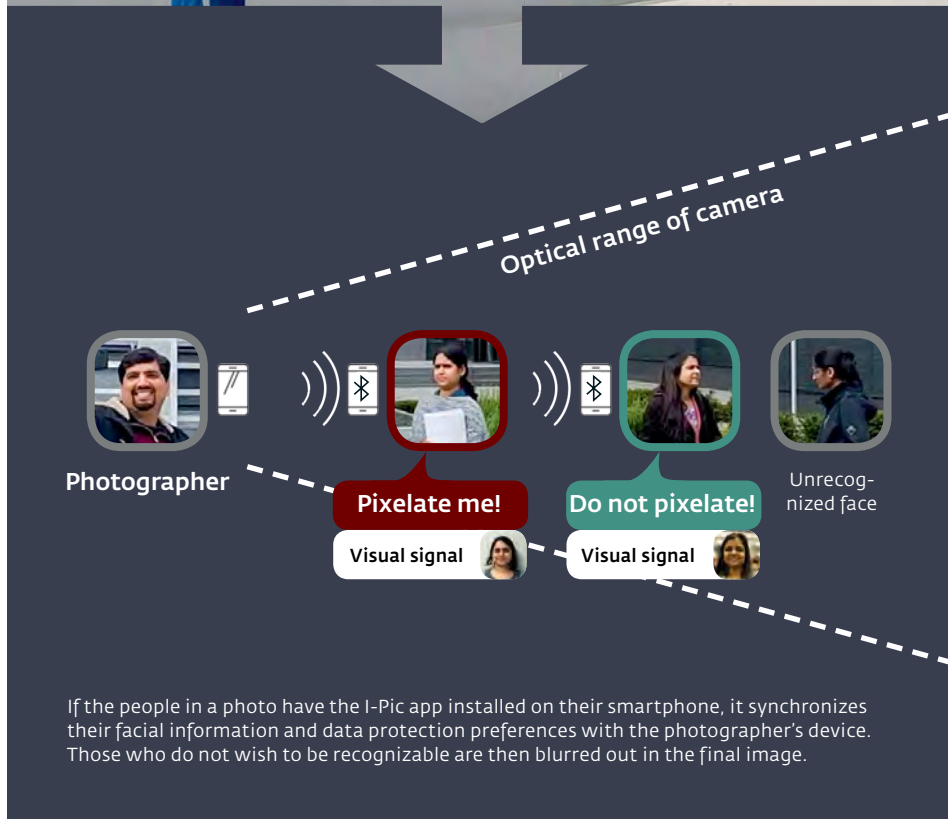 Optical range of camera
Photographer
Pixelate me!
Visual signal
Do not pixelate!
Visual signal
Unrecog-
nized face
If the people in a photo have the I-Pic app installed on their smartphone, it synchronizes
their facial information and data protection preferences with the photographer’s device.
Those who do not wish to be recognizable are then blurred out in the final image.